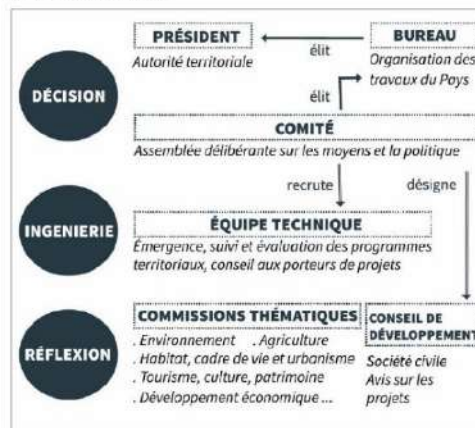 PRÉSIDENT
BUREAU
élit
Autorité territoriale
Organisation des
travaux du Pays
DÉCISION
élit
COMITÉ
Assemblée délibérante sur les moyens et la politique
recrute
désigne
INGENIERIE
ÉQUIPE TECHNIQUE
Émergence, suivi et évaluation des programmes
territoriaux, conseil aux porteurs de projets
RÉFLEXION
COMMISSIONS THÉMATIQUES
. Environnement . Agriculture
. Habitat, cadre de vie et urbanisme
. Tourisme, culture, patrimoine
. Développement économique ...
CONSEIL DE
DÉVELOPPEMENT
Société civile
Avis sur les
projets